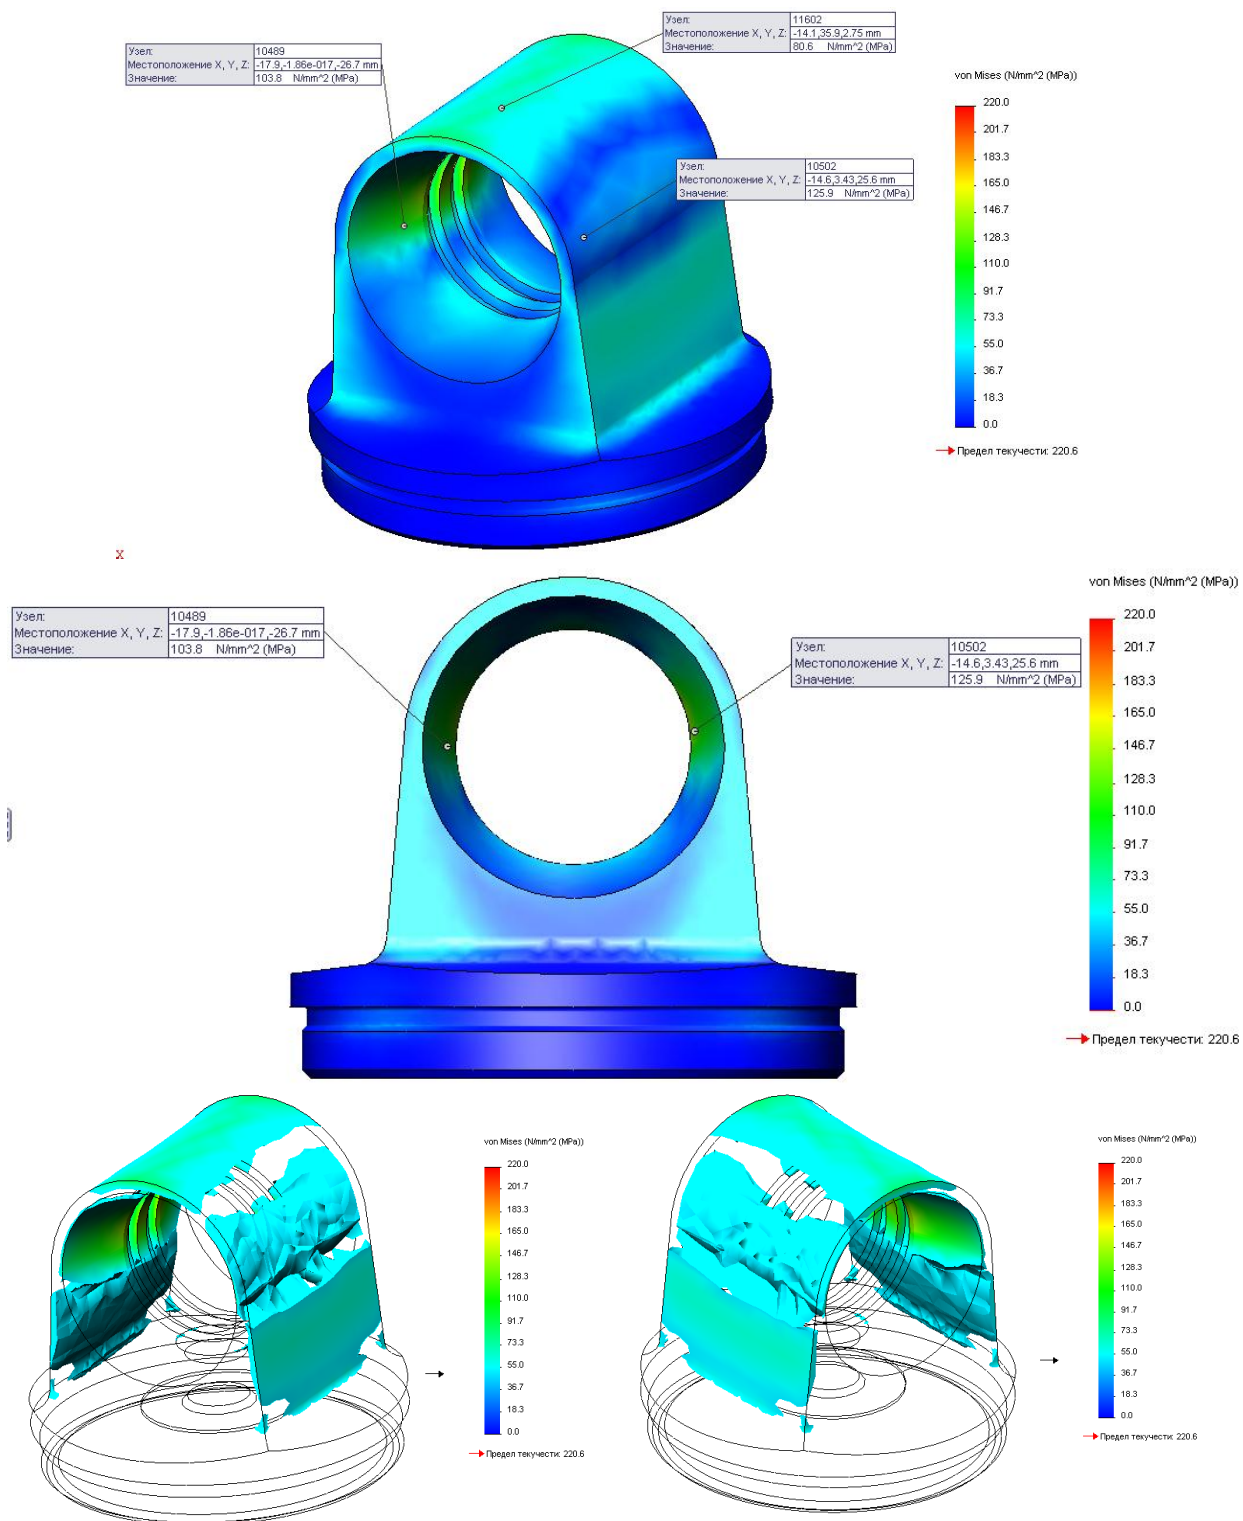 Узел: 11602
Местоположение X, Y, Z: -14.1,35.9,2.75 mm
Значение: 80.6 N/mm^2 (MPa)
Узел: 10489
Местоположение X, Y, Z: -17.9,-1.86e-017,-26.7 mm
Значение: 103.8 N/mm^2 (MPa)
Узел: 10502
Местоположение X, Y, Z: -14.6,3.43,25.6 mm
Значение: 125.9 N/mm^2 (MPa)
von Mises (N/mm^2 (MPa))
220.0
201.7
183.3
165.0
146.7
128.3
110.0
91.7
73.3
55.0
36.7
18.3
0.0
Предел текучести: 220.6
X
Узел: 10489
Местоположение X, Y, Z: -17.9,-1.86e-017,-26.7 mm
Значение: 103.8 N/mm^2 (MPa)
Узел: 10502
Местоположение X, Y, Z: -14.6,3.43,25.6 mm
Значение: 125.9 N/mm^2 (MPa)
von Mises (N/mm^2 (MPa))
220.0
201.7
183.3
165.0
146.7
128.3
110.0
91.7
73.3
55.0
36.7
18.3
0.0
Предел текучести: 220.6
von Mises (N/mm^2 (MPa))
220.0
201.7
183.3
165.0
146.7
128.3
110.0
91.7
73.3
55.0
36.7
18.3
0.0
Предел текучести: 220.6
von Mises (N/mm^2 (MPa))
220.0
201.7
183.3
165.0
146.7
128.3
110.0
91.7
73.3
55.0
36.7
18.3
0.0
Предел текучести: 220.6